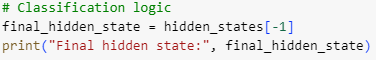 # Classification logic
final_hidden_state = hidden_states[-1]
print("Final hidden state:", final_hidden_state)